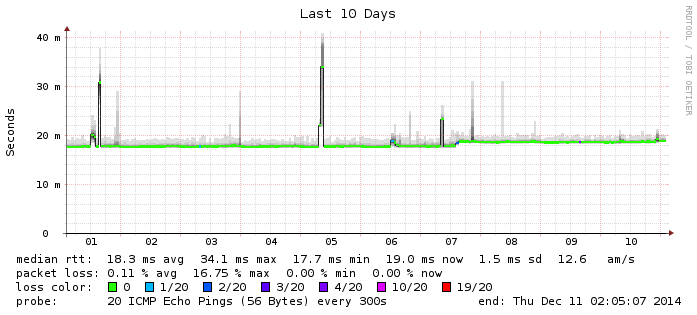 Last 10 Days
RRDTOOL / TOBI OETIKER
Seconds
40 m
30 m
20 m
10 m
0
01 02 03 04 05 06 07 08 09 10
median rtt: 18.3 ms avg 34.1 ms max 17.7 ms min 19.0 ms now 1.5 ms sd 12.6 am/s
packet loss: 0.11 % avg 16.75 % max 0.00 % min 0.00 % now
loss color: 0 1/20 2/20 3/20 4/20 10/20 19/20
probe: 20 ICMP Echo Pings (56 Bytes) every 300s end: Thu Dec 11 02:05:07 2014